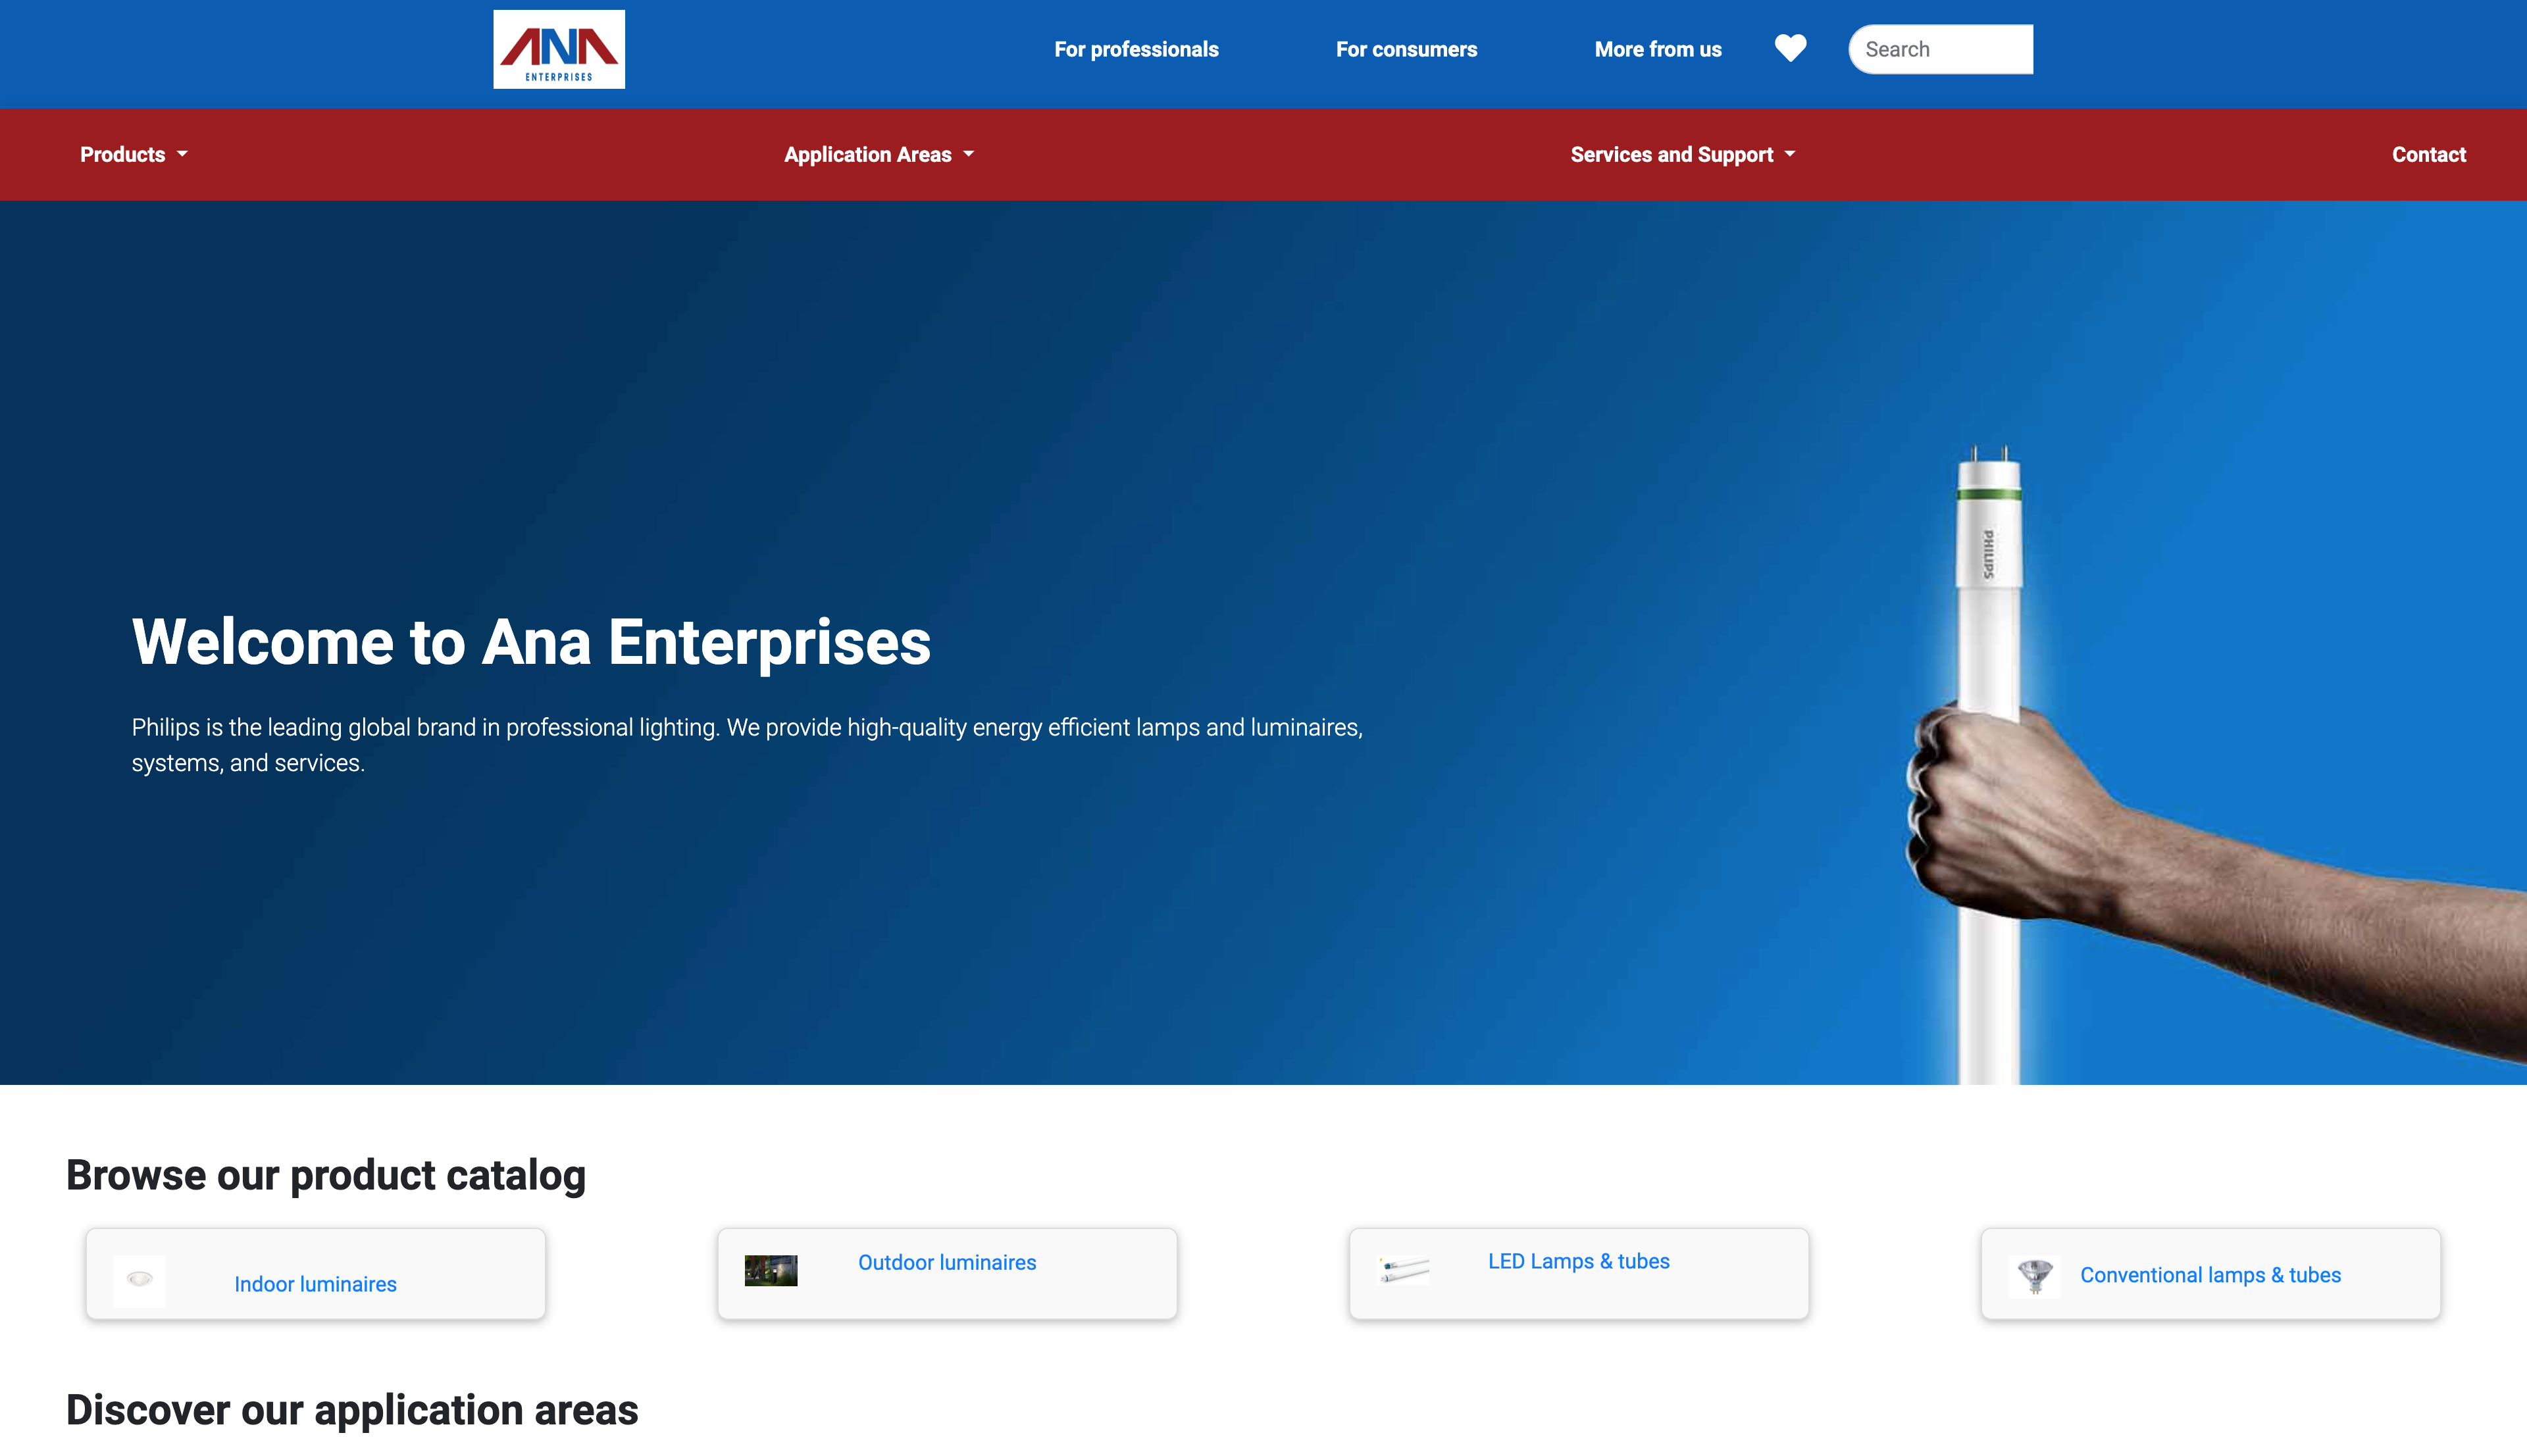 ANA
ENTERPRISES
For professionals
For consumers
More from us
Search
Products
Application Areas
Services and Support
Contact
PHILIPS
Welcome to Ana Enterprises
Philips is the leading global brand in professional lighting. We provide high-quality energy efficient lamps and luminaires,
systems, and services.
Browse our product catalog
Indoor luminaires
Outdoor luminaires
LED Lamps & tubes
Conventional lamps & tubes
Discover our application areas